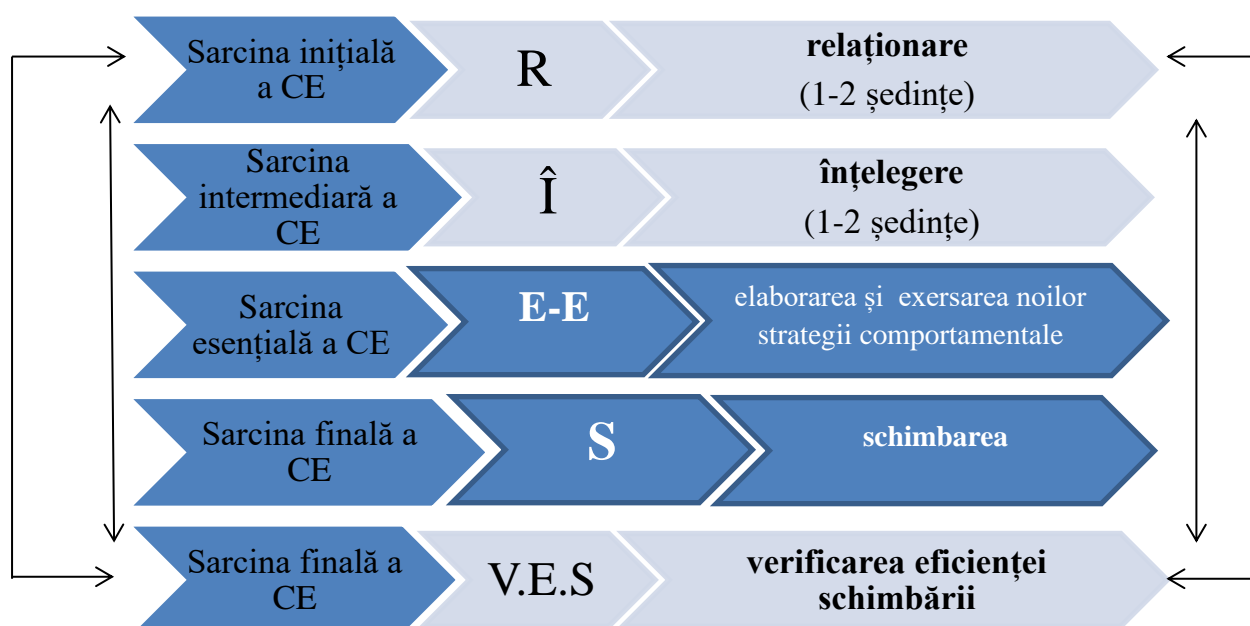 Sarcina inițială
a CE
R
relaționare
(1-2 ședințe)
Sarcina
intermediară a
CE
Î
înțelegere
(1-2 ședințe)
Sarcina
esențială a CE
E-E
elaborarea și exersarea noilor
strategii comportamentale
Sarcina finală a
CE
S
schimbarea
Sarcina finală a
CE
V.E.S
verificarea eficienței
schimbării